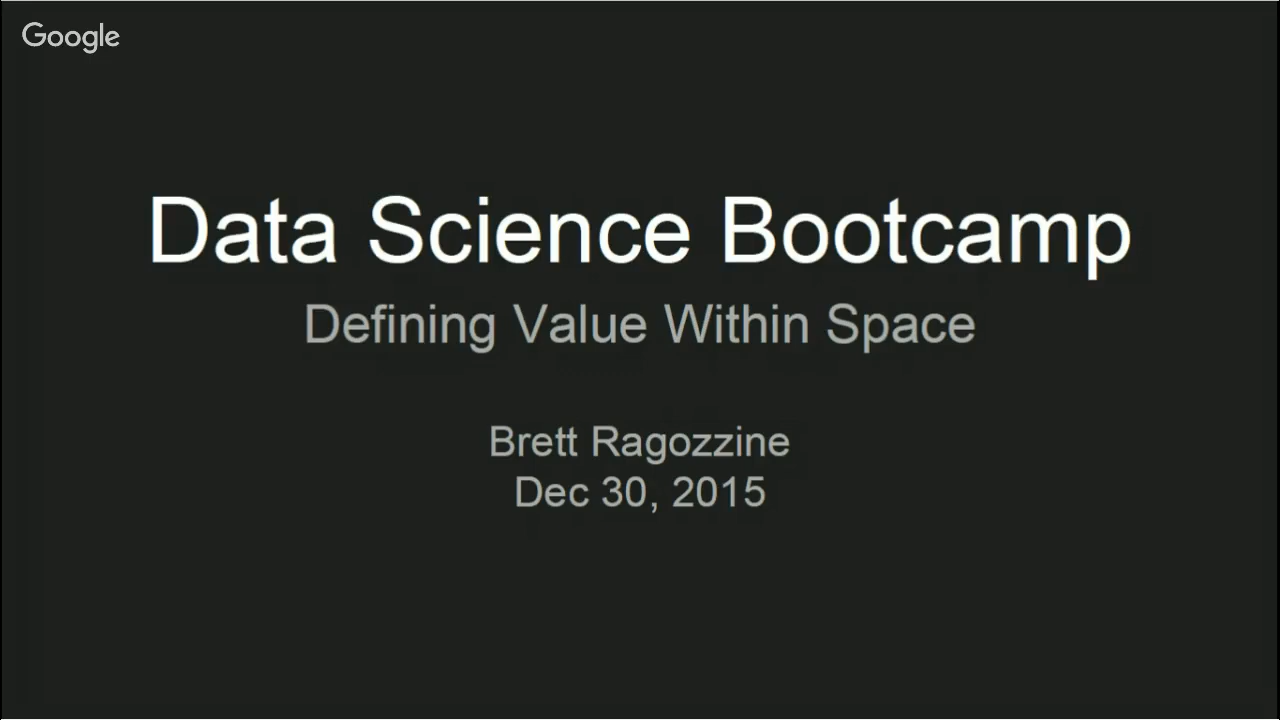 Google
Data Science Bootcamp
Defining Value Within Space
Brett Ragozzine
Dec 30, 2015